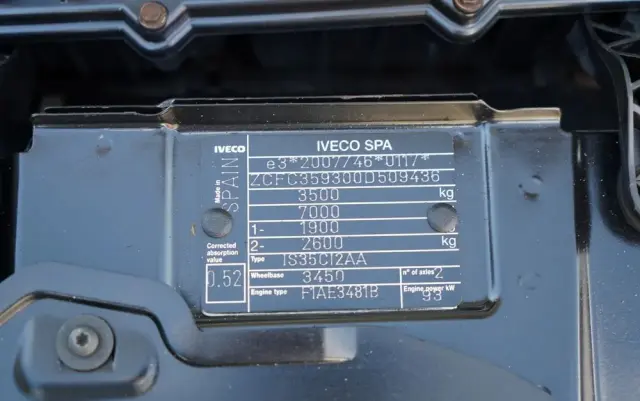 IVECO
IVECO SPA
Made in SPAIN
e3*2007/46*0117*
ZCFC359300D509436
3500 kg
7000
1- 1900
2- 2600 kg
Corrected absorption value
0.52
Type IS35CI2AA
Wheelbase 3450 n° of axles 2
Engine type F1AE3481B Engine power kW 93